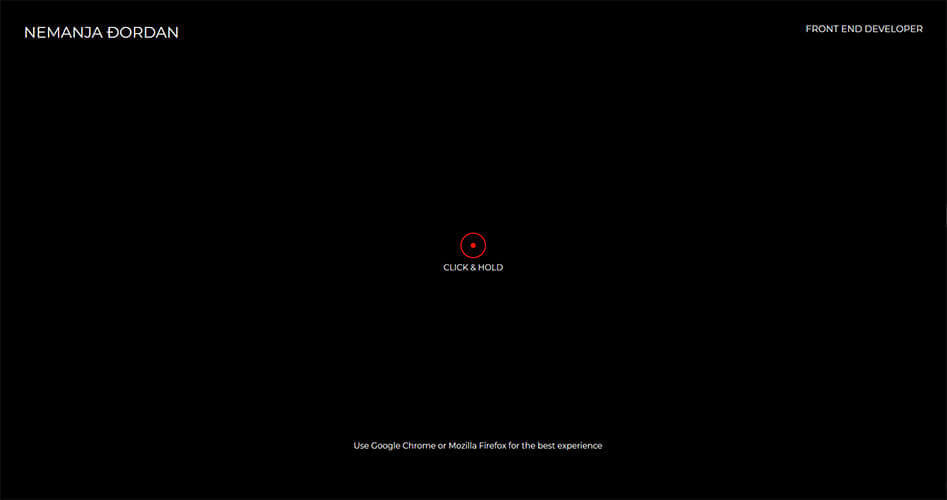 NEMANJA ĐORDAN
FRONT END DEVELOPER
CLICK & HOLD
Use Google Chrome or Mozilla Firefox for the best experience